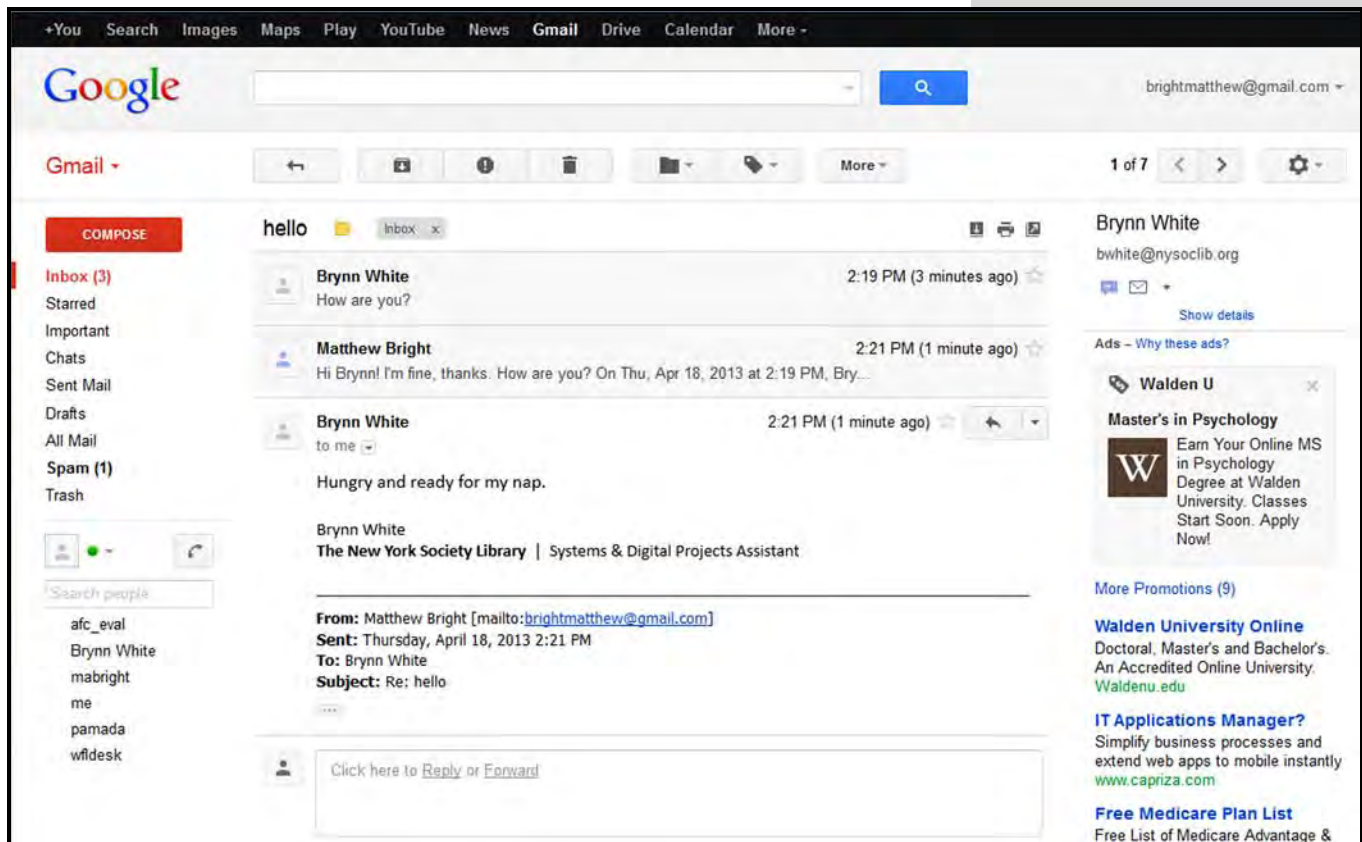 +You Search Images Maps Play YouTube News Gmail Drive Calendar More
Google
brightmatthew@gmail.com
Gmail
More
1 of 7
COMPOSE
Inbox (3)
Starred
Important
Chats
Sent Mail
Drafts
All Mail
Spam (1)
Trash
Search people
afc_eval
Brynn White
mabright
me
pamada
wfldesk
hello Inbox x
Brynn White 2:19 PM (3 minutes ago)
How are you?
Matthew Bright 2:21 PM (1 minute ago)
Hi Brynn! I'm fine, thanks. How are you? On Thu, Apr 18, 2013 at 2:19 PM, Bry...
Brynn White 2:21 PM (1 minute ago)
to me
Hungry and ready for my nap.
Brynn White
The New York Society Library | Systems & Digital Projects Assistant
From: Matthew Bright [mailto:brightmatthew@gmail.com]
Sent: Thursday, April 18, 2013 2:21 PM
To: Brynn White
Subject: Re: hello
...
Click here to Reply or Forward
Brynn White
bwhite@nysoclib.org
Show details
Ads – Why these ads?
Walden U
Master's in Psychology
W
Earn Your Online MS
in Psychology
Degree at Walden
University. Classes
Start Soon. Apply
Now!
More Promotions (9)
Walden University Online
Doctoral, Master's and Bachelor's.
An Accredited Online University.
Waldenu.edu
IT Applications Manager?
Simplify business processes and
extend web apps to mobile instantly
www.capriza.com
Free Medicare Plan List
Free List of Medicare Advantage &